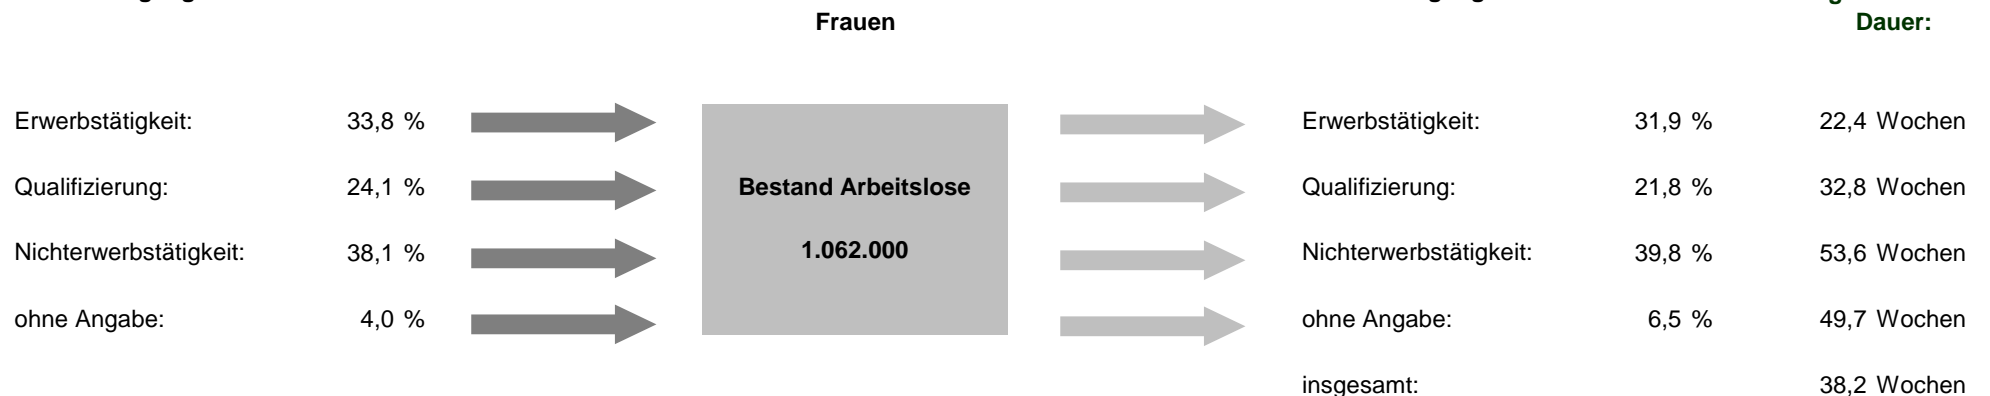 Frauen
Dauer:
Erwerbstätigkeit: 33,8 % Erwerbstätigkeit: 31,9 % 22,4 Wochen
Qualifizierung: 24,1 % Bestand Arbeitslose Qualifizierung: 21,8 % 32,8 Wochen
Nichterwerbstätigkeit: 38,1 % 1.062.000 Nichterwerbstätigkeit: 39,8 % 53,6 Wochen
ohne Angabe: 4,0 % ohne Angabe: 6,5 % 49,7 Wochen
insgesamt: 38,2 Wochen